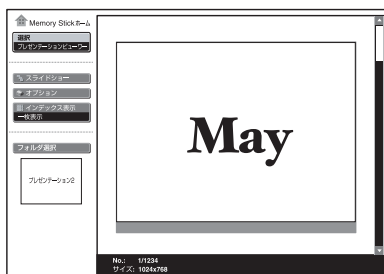 Memory Stickホーム
選択
プレゼンテーションビューワー
スライドショー
オプション
インデックス表示
一枚表示
フォルダ選択
プレゼンテーション2
May
No.: 1/1234
サイズ: 1024x768